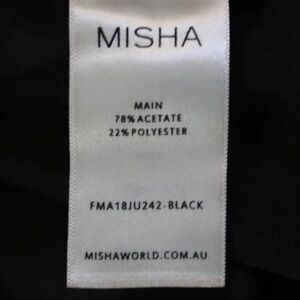 MISHA
MAIN
78% ACETATE
22% POLYESTER
FMA18JU242-BLACK
MISHAWORLD.COM.AU